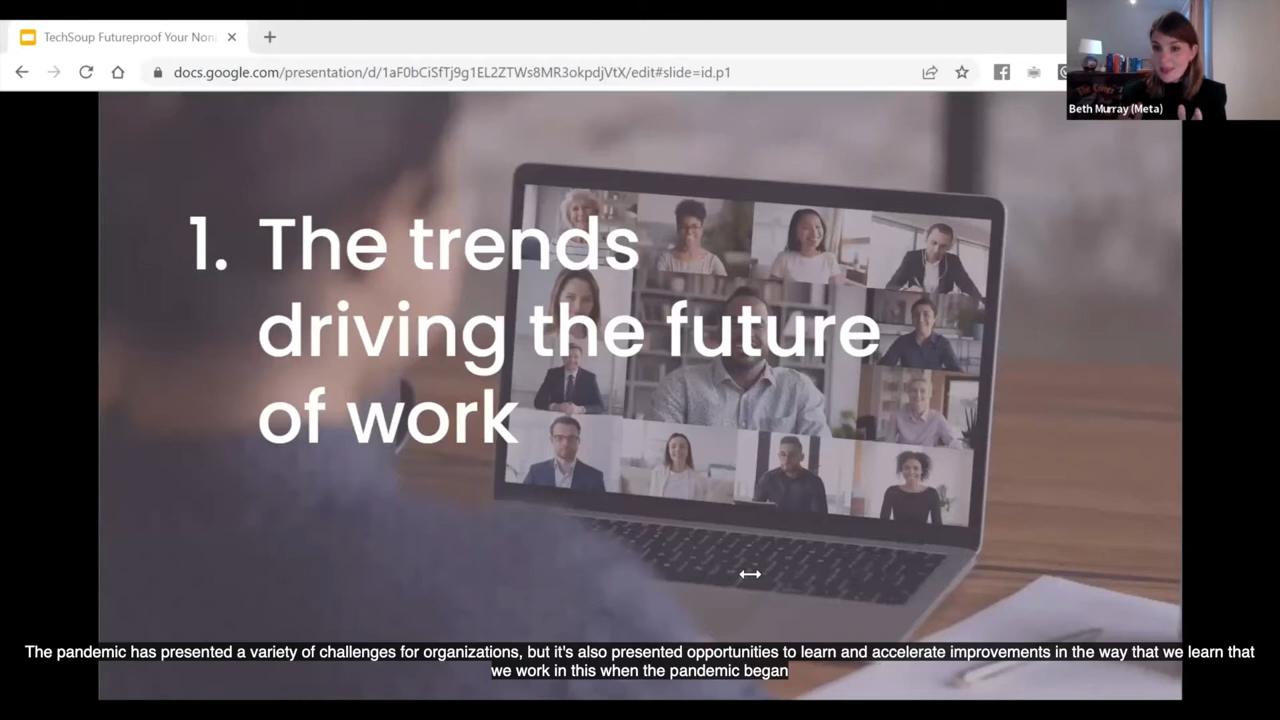 TechSoup Futureproof Your Non
docs.google.com/presentation/d/1aF0bCiSfTj9g1EL2ZTWs8MR3okpdjVtX/edit#slide=id.p1
Beth Murray (Meta)
1. The trends
driving the future
of work
The pandemic has presented a variety of challenges for organizations, but it's also presented opportunities to learn and accelerate improvements in the way that we learn that
we work in this when the pandemic began